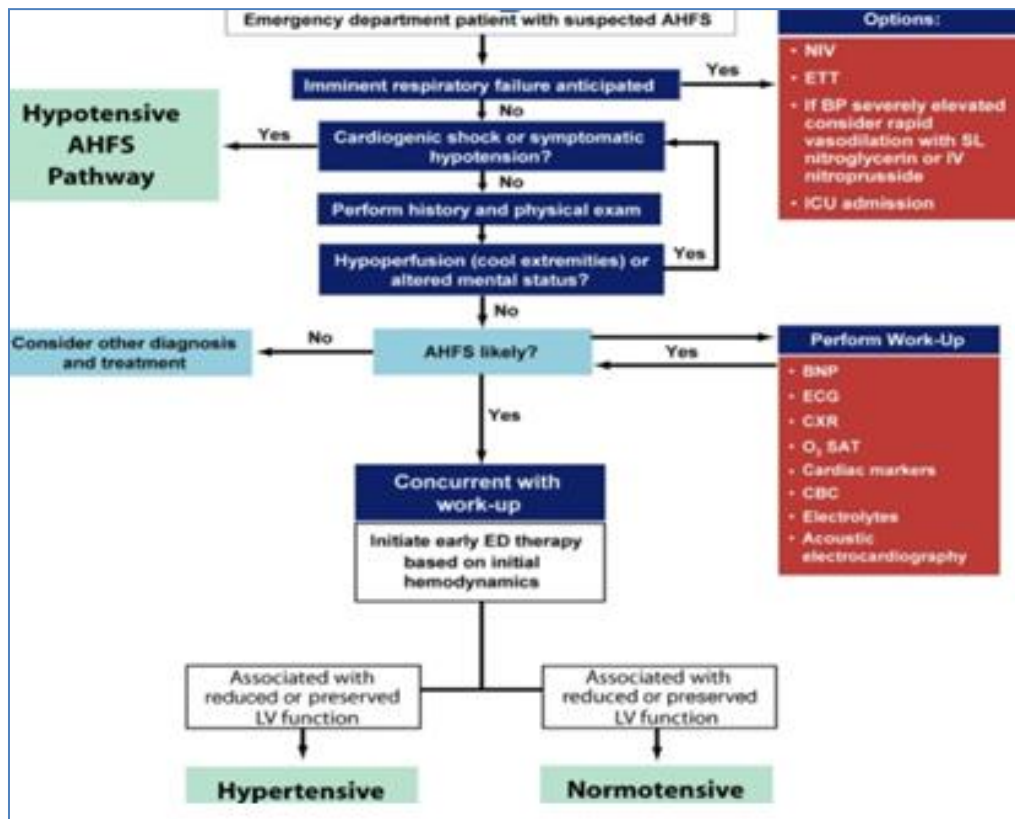 Emergency department patient with suspected AHFS
Options:
• NIV
• ETT
• If BP severely elevated
consider rapid
vasodilation with SL
nitroglycerin or IV
nitroprusside
• ICU admission
Imminent respiratory failure anticipated
Yes
No
Hypotensive
AHFS
Pathway
Yes
Cardiogenic shock or symptomatic
hypotension?
No
Perform history and physical exam
Hypoperfusion (cool extremities) or
altered mental status?
Yes
No
Consider other diagnosis
and treatment
No
AHFS likely?
Yes
Perform Work-Up
• BNP
• ECG
• CXR
• O₂ SAT
• Cardiac markers
• CBC
• Electrolytes
• Acoustic
electrocardiography
Yes
Concurrent with
work-up
Initiate early ED therapy
based on initial
hemodynamics
Associated with
reduced or preserved
LV function
Associated with
reduced or preserved
LV function
Hypertensive
Normotensive